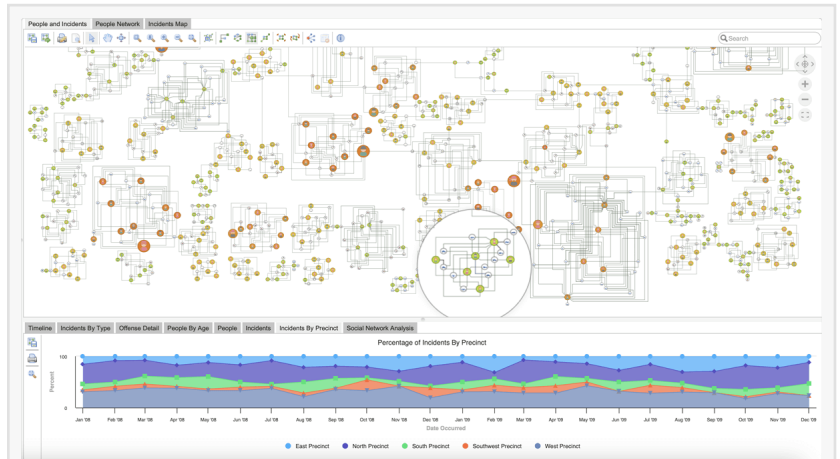 People and Incidents People Network Incidents Map
Search
Timeline Incidents By Type Offense Detail People By Age People Incidents Incidents By Precinct Social Network Analysis
Percentage of Incidents By Precinct
100
Percent
0
Jan '08 Feb '08 Mar '08 Apr '08 May '08 Jun '08 Jul '08 Aug '08 Sep '08 Oct '08 Nov '08 Dec '08 Jan '09 Feb '09 Mar '09 Apr '09 May '09 Jun '09 Jul '09 Aug '09 Sep '09 Oct '09 Nov '09 Dec '09
Date Occurred
East Precinct North Precinct South Precinct Southwest Precinct West Precinct